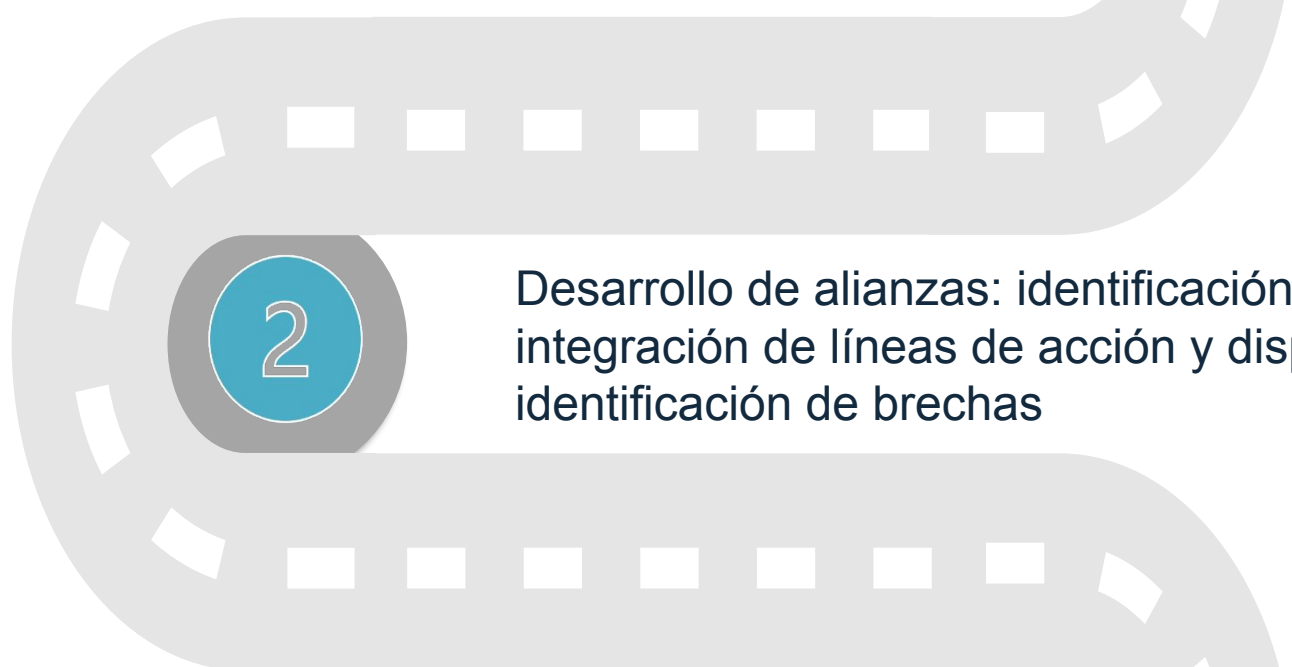 2
Desarrollo de alianzas: identificación
integración de líneas de acción y
identificación de brechas